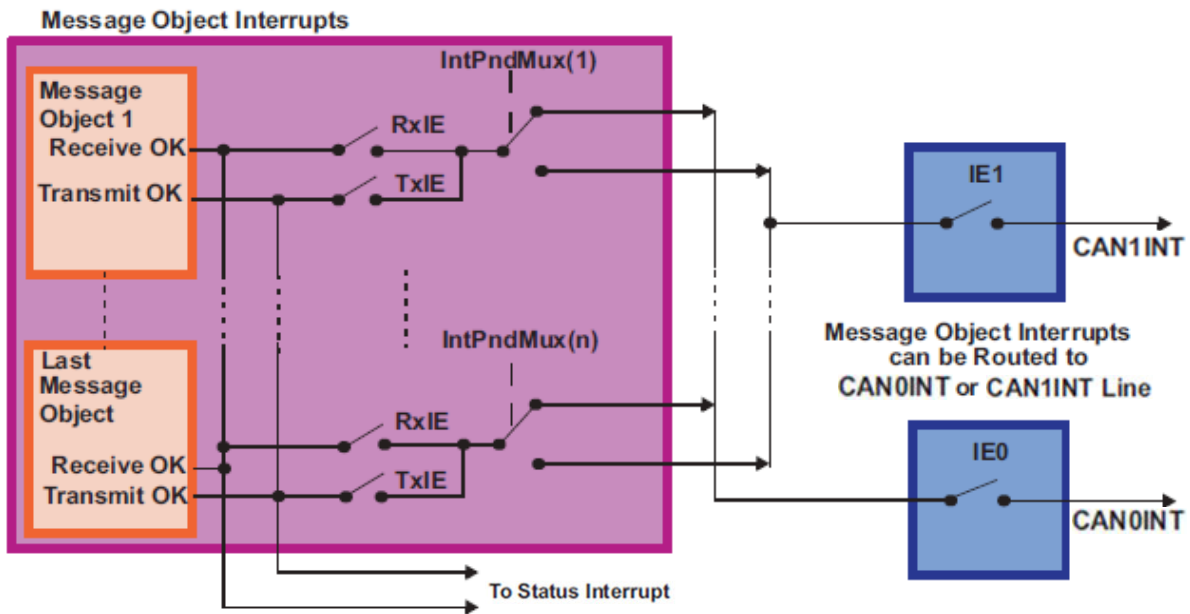 Message Object Interrupts
IntPndMux(1)
Message
Object 1
Receive OK
RxIE
Transmit OK
TxIE
IE1
CAN1INT
Message Object Interrupts
can be Routed to
CAN0INT or CAN1INT Line
IntPndMux(n)
Last
Message
Object
RxIE
Receive OK
Transmit OK
TxIE
IE0
CAN0INT
To Status Interrupt